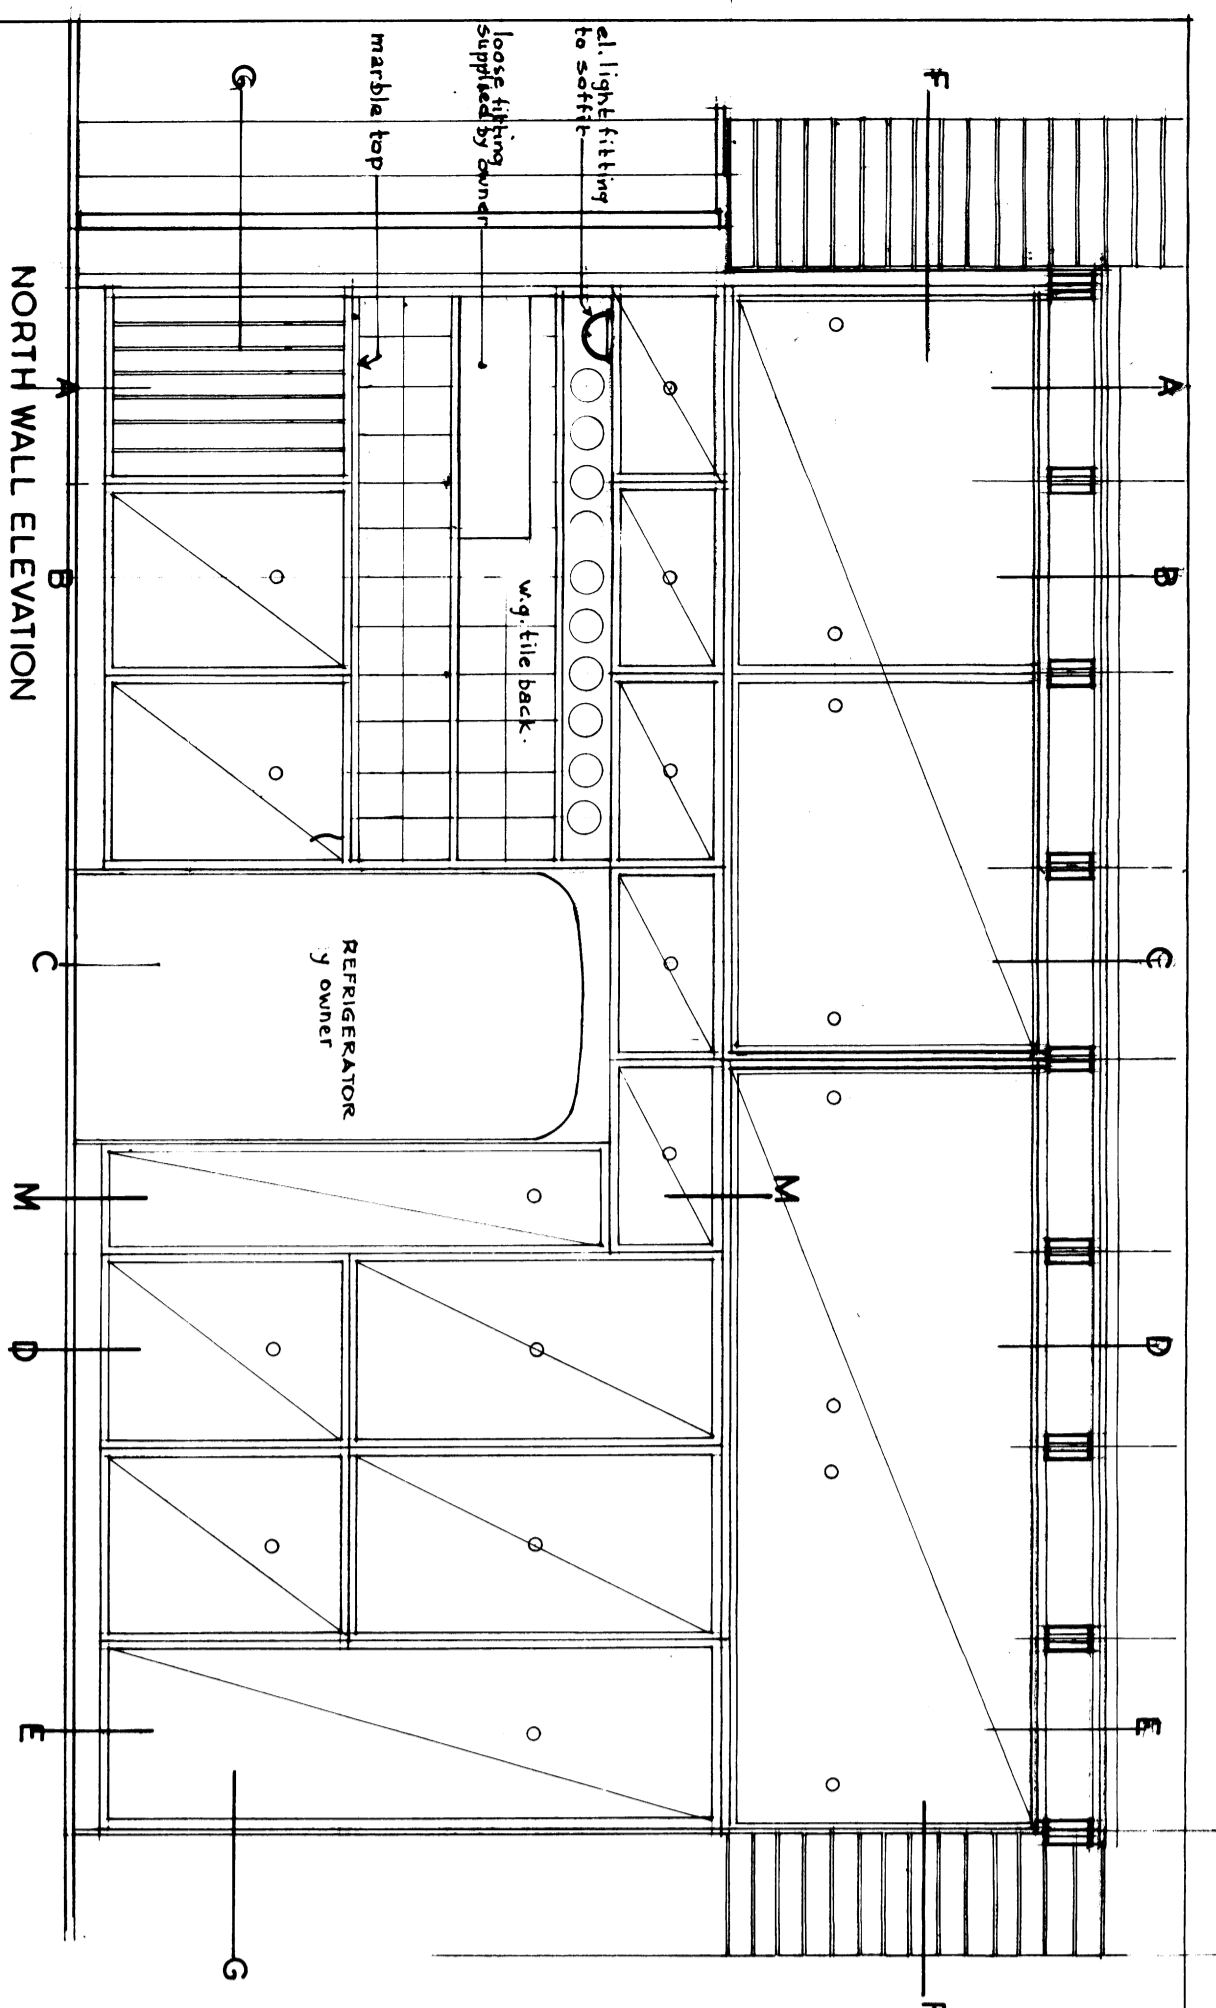 F
A
B
C
D
E
F
M
el. light fitting
to soffit
loose fitting
supplied by owner
marble top
w.g. tile back.
REFRIGERATOR
y owner
G
G
A
B
C
M
D
E
NORTH WALL ELEVATION